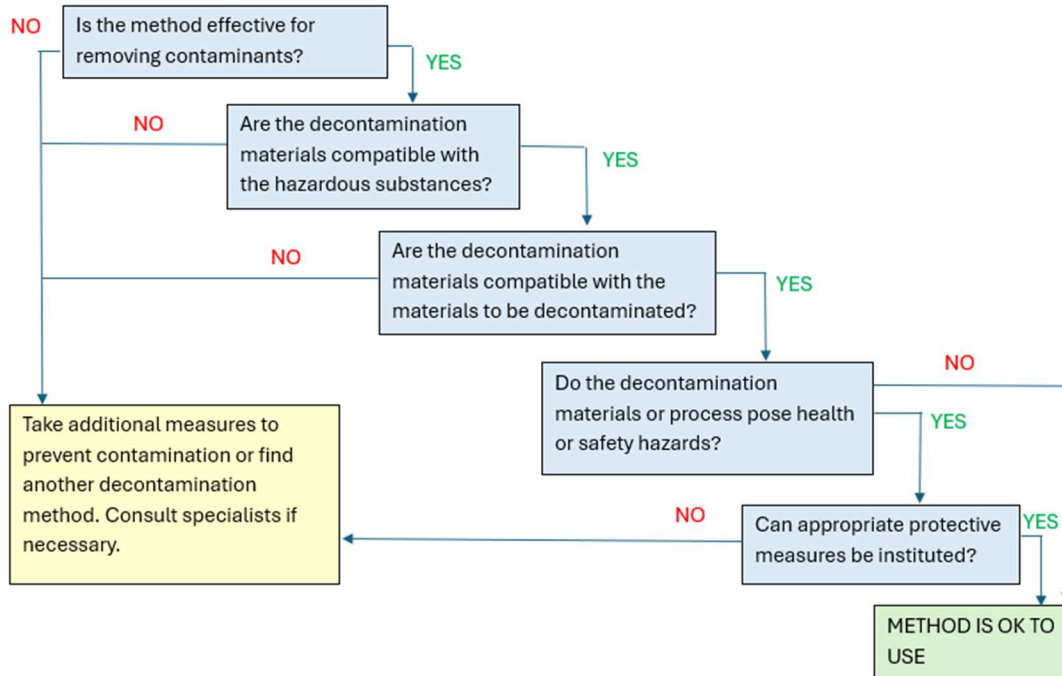 NO
Is the method effective for
removing contaminants?
YES
NO
Are the decontamination
materials compatible with
the hazardous substances?
YES
NO
Are the decontamination
materials compatible with the
materials to be decontaminated?
YES
Do the decontamination
materials or process pose health
or safety hazards?
NO
YES
Take additional measures to
prevent contamination or find
another decontamination
method. Consult specialists if
necessary.
NO
Can appropriate protective
measures be instituted?
YES
METHOD IS OK TO
USE